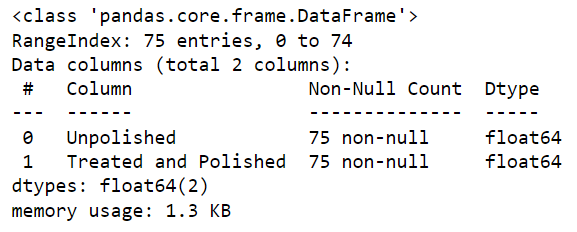 <class 'pandas.core.frame.DataFrame'>
RangeIndex: 75 entries, 0 to 74
Data columns (total 2 columns):
 #   Column                Non-Null Count  Dtype
---  ------                --------------  -----
 0   Unpolished            75 non-null     float64
 1   Treated and Polished  75 non-null     float64
dtypes: float64(2)
memory usage: 1.3 KB